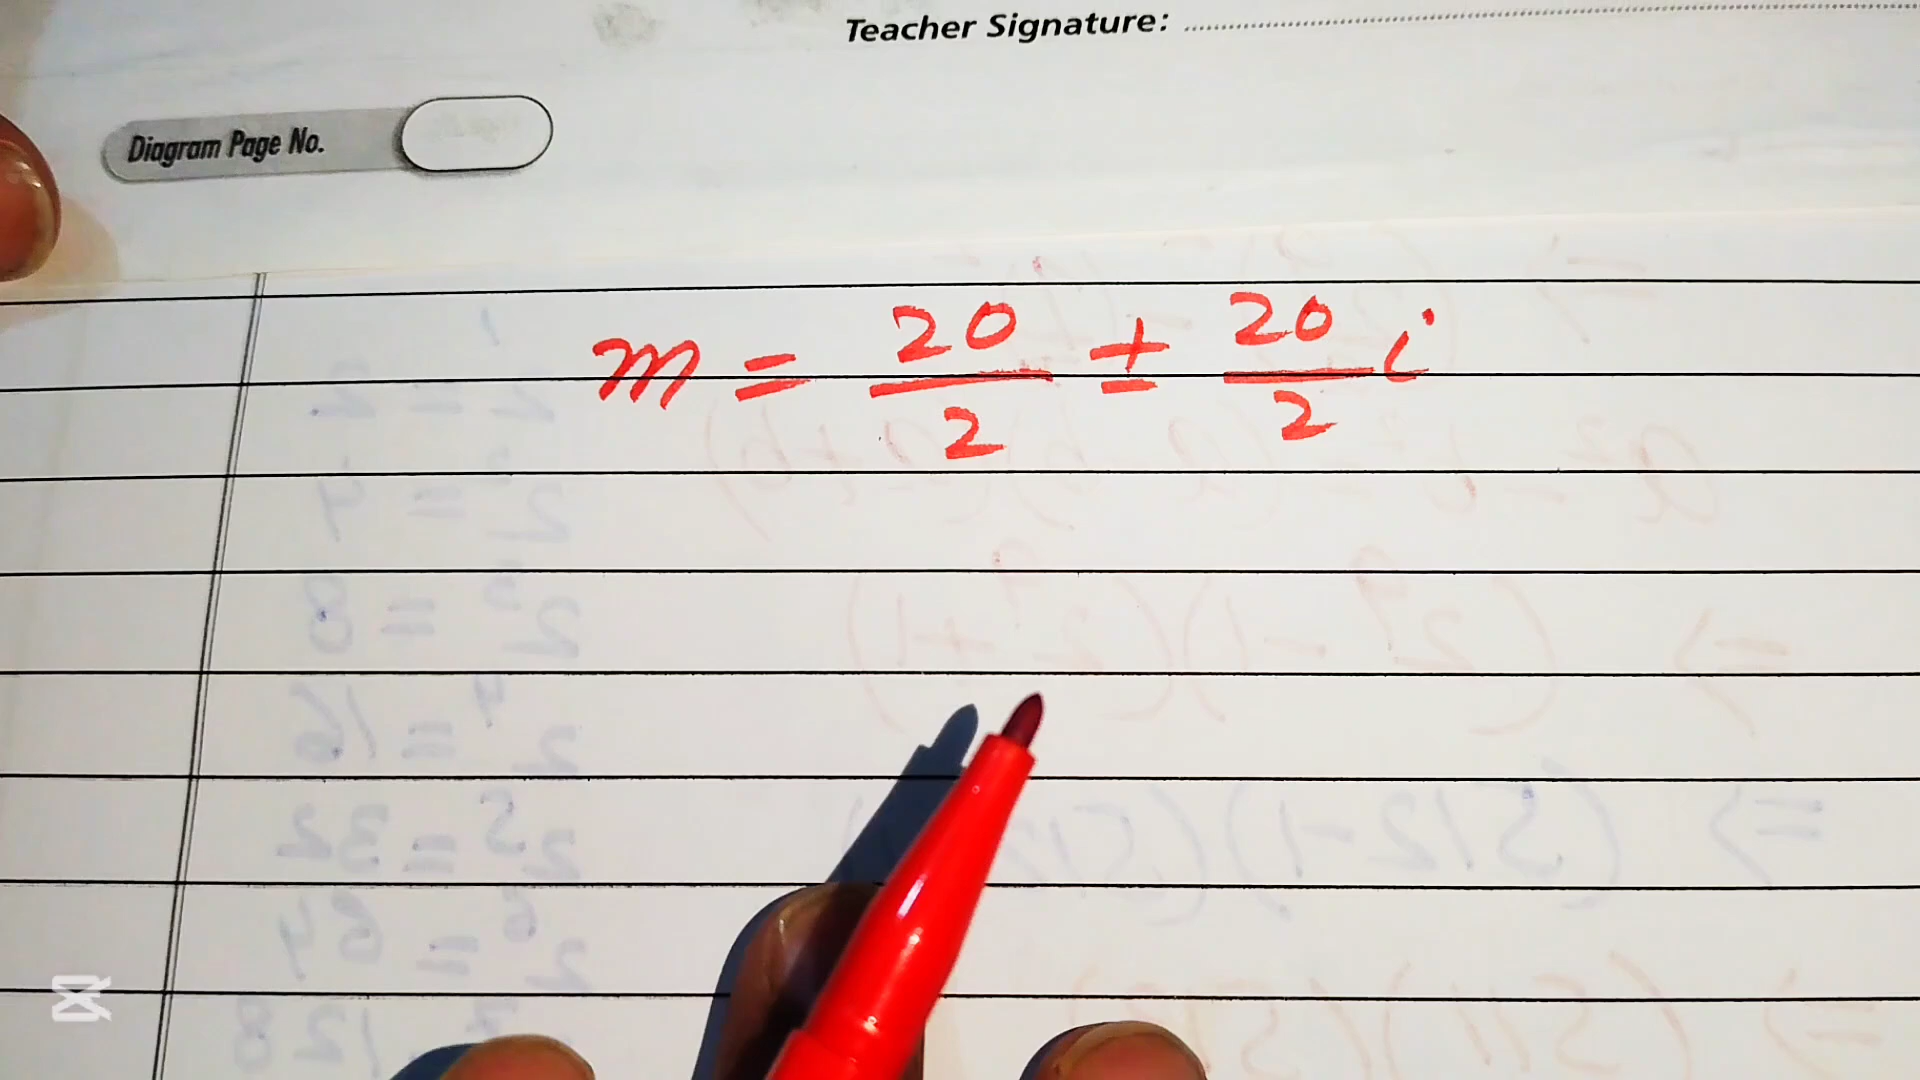 Teacher Signature:
Diagram Page No.
m = 20/2 ± 20/2 i